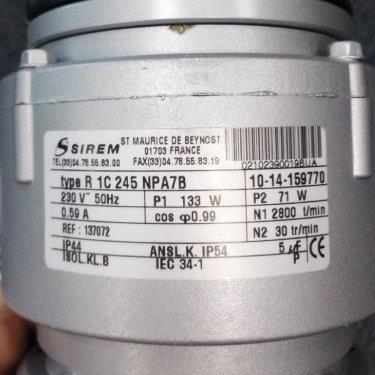 SIREM ST MAURICE DE BEYNOST
01703 FRANCE
TEL(33)04.78.55.83.00 FAX(33)04.78.55.83.19 02102390019BUA
type R 1C 245 NPA7B 10-14-159770
230 V~ 50Hz P1 133 W P2 71 W
0.59 A cos φ0.99 N1 2800 t/min
REF : 137072 N2 30 tr/min
IP44 ANSL.K. IP54 5 µF CE
ISOL.KL.B IEC 34-1 P